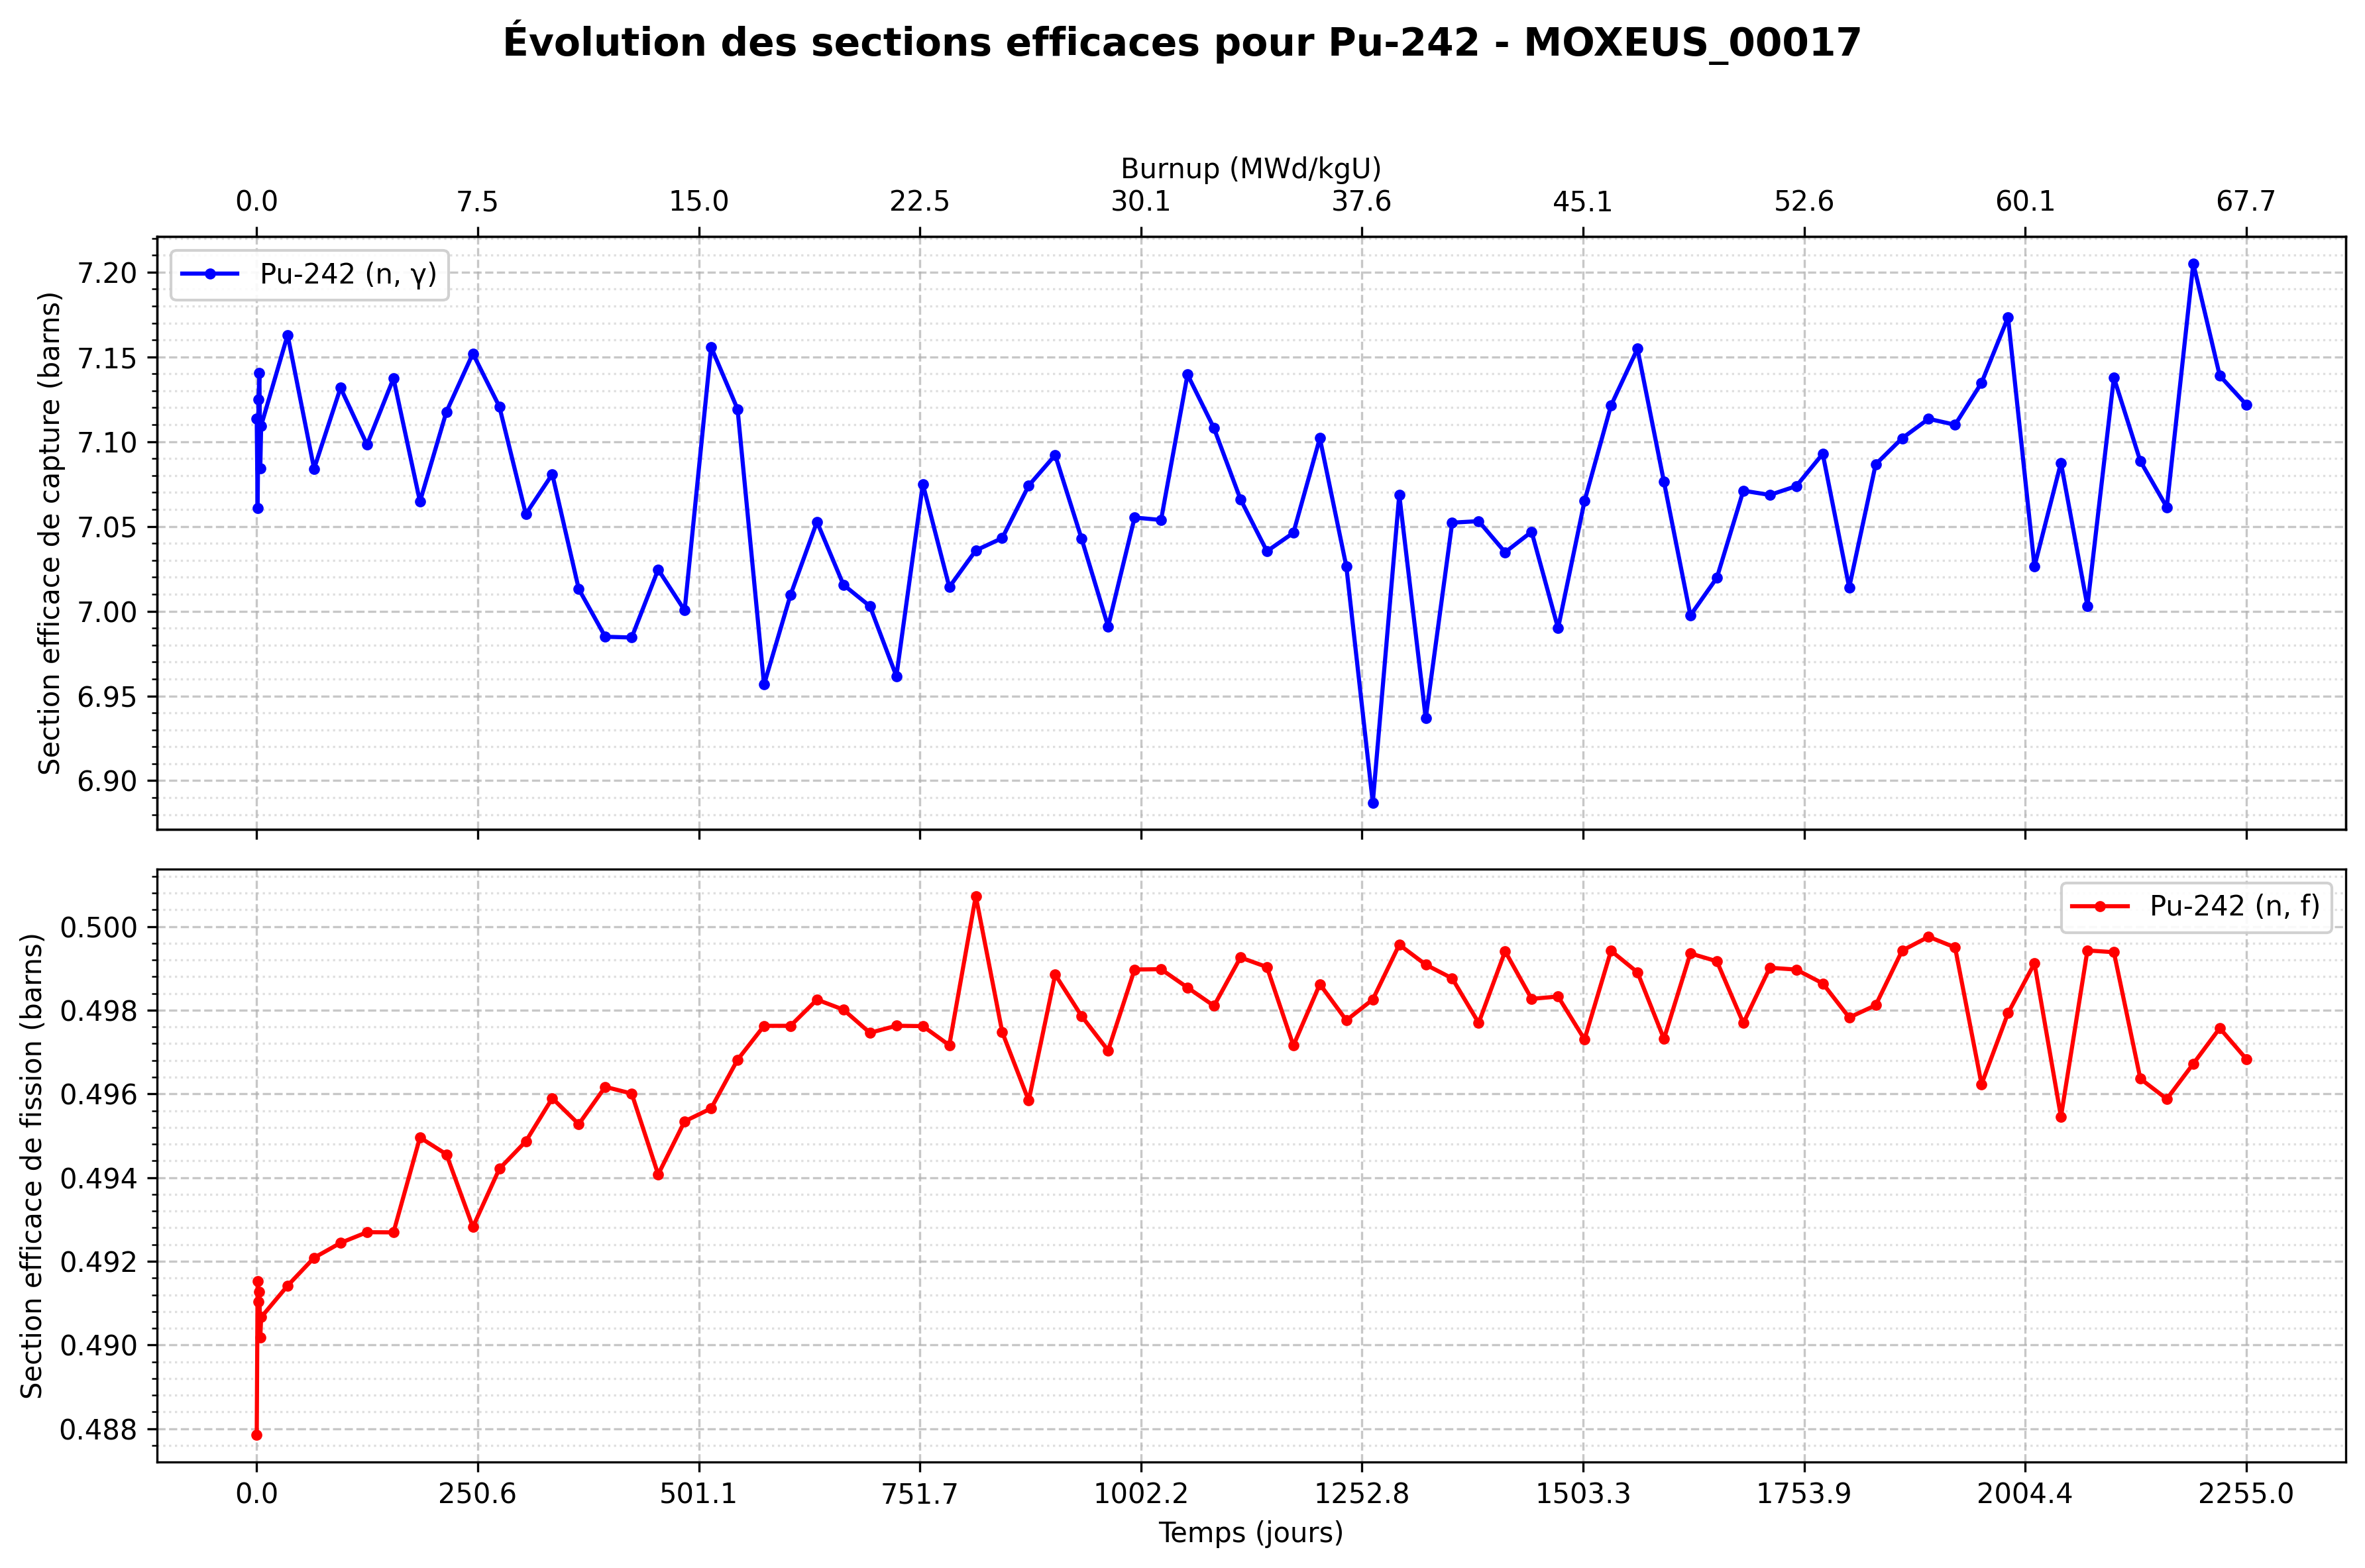 Évolution des sections efficaces pour Pu-242 - MOXEUS_00017
Burnup (MWd/kgU)
0.0 7.5 15.0 22.5 30.1 37.6 45.1 52.6 60.1 67.7
Pu-242 (n, γ)
Section efficace de capture (barns)
7.20
7.15
7.10
7.05
7.00
6.95
6.90
Pu-242 (n, f)
Section efficace de fission (barns)
0.500
0.498
0.496
0.494
0.492
0.490
0.488
0.0 250.6 501.1 751.7 1002.2 1252.8 1503.3 1753.9 2004.4 2255.0
Temps (jours)